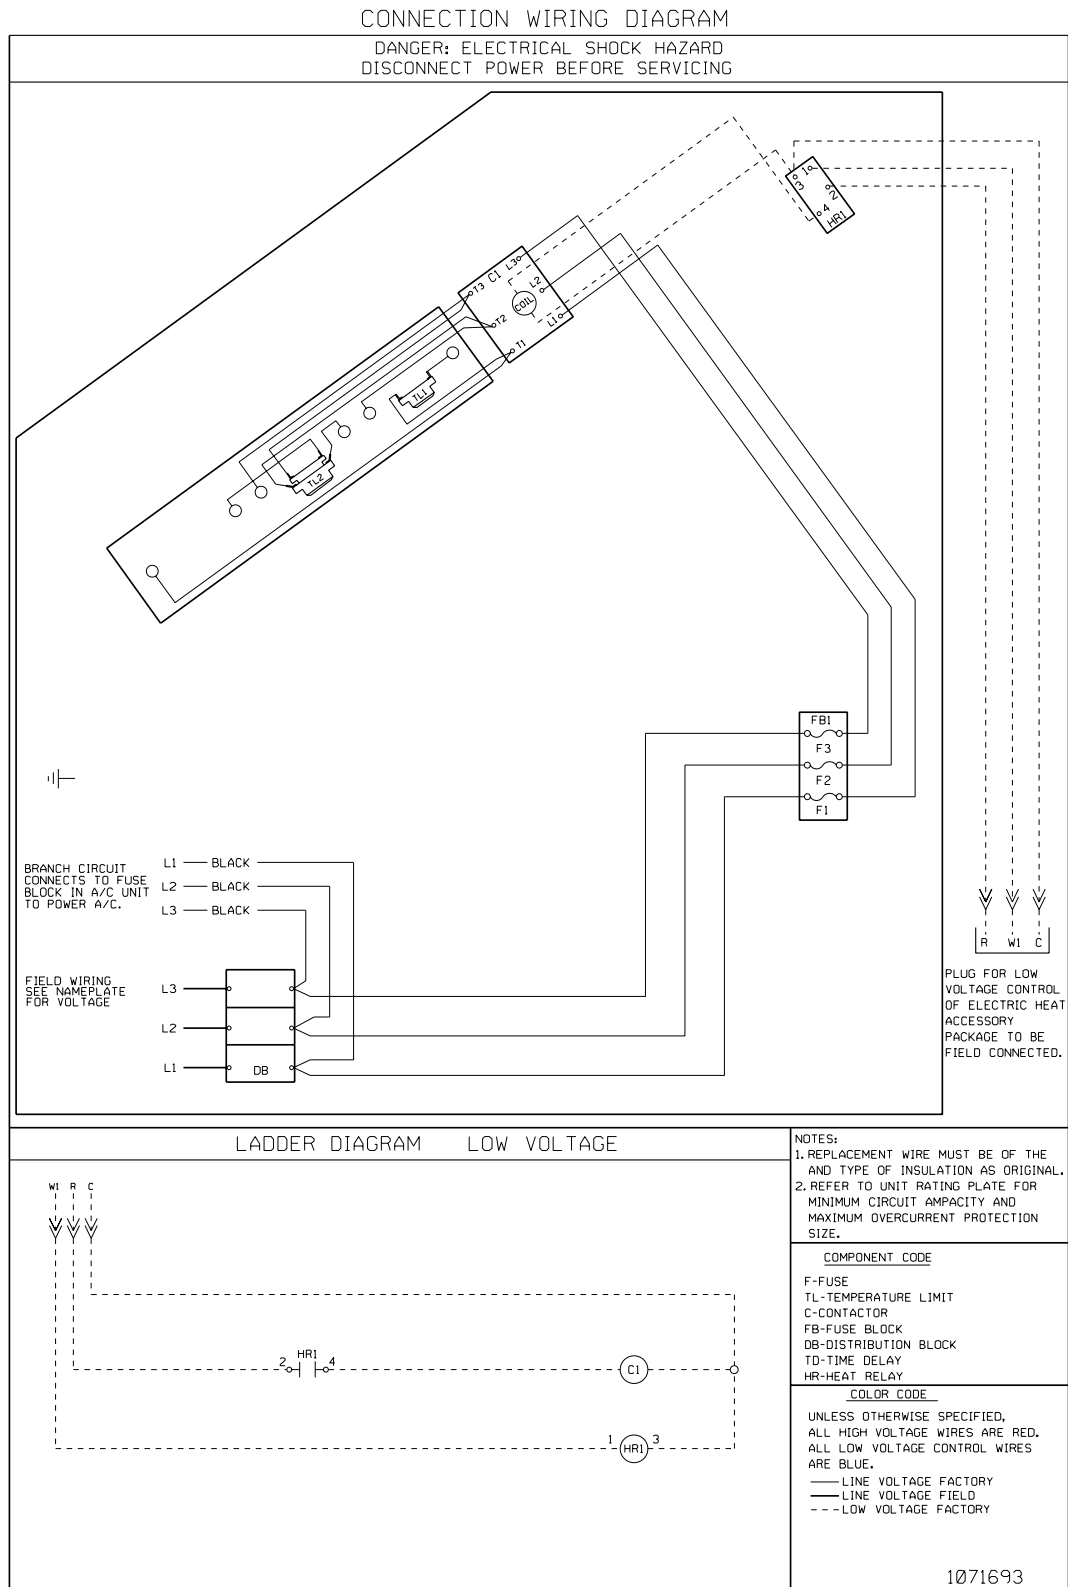 CONNECTION WIRING DIAGRAM
DANGER: ELECTRICAL SHOCK HAZARD
DISCONNECT POWER BEFORE SERVICING
3
1
2
4
HR1
L3
C1
T3
L2
COIL
T2
L1
T1
TL1
TL2
FB1
F3
F2
F1
BRANCH CIRCUIT
CONNECTS TO FUSE
BLOCK IN A/C UNIT
TO POWER A/C.
L1 BLACK
L2 BLACK
L3 BLACK
FIELD WIRING
SEE NAMEPLATE
FOR VOLTAGE
L3
L2
L1
DB
R W1 C
PLUG FOR LOW
VOLTAGE CONTROL
OF ELECTRIC HEAT
ACCESSORY
PACKAGE TO BE
FIELD CONNECTED.
LADDER DIAGRAM LOW VOLTAGE
W1 R C
HR1
2 4
C1
1 HR1 3
NOTES:
1. REPLACEMENT WIRE MUST BE OF THE
AND TYPE OF INSULATION AS ORIGINAL.
2. REFER TO UNIT RATING PLATE FOR
MINIMUM CIRCUIT AMPACITY AND
MAXIMUM OVERCURRENT PROTECTION
SIZE.
COMPONENT CODE
F-FUSE
TL-TEMPERATURE LIMIT
C-CONTACTOR
FB-FUSE BLOCK
DB-DISTRIBUTION BLOCK
TD-TIME DELAY
HR-HEAT RELAY
COLOR CODE
UNLESS OTHERWISE SPECIFIED,
ALL HIGH VOLTAGE WIRES ARE RED.
ALL LOW VOLTAGE CONTROL WIRES
ARE BLUE.
LINE VOLTAGE FACTORY
LINE VOLTAGE FIELD
LOW VOLTAGE FACTORY
1071693